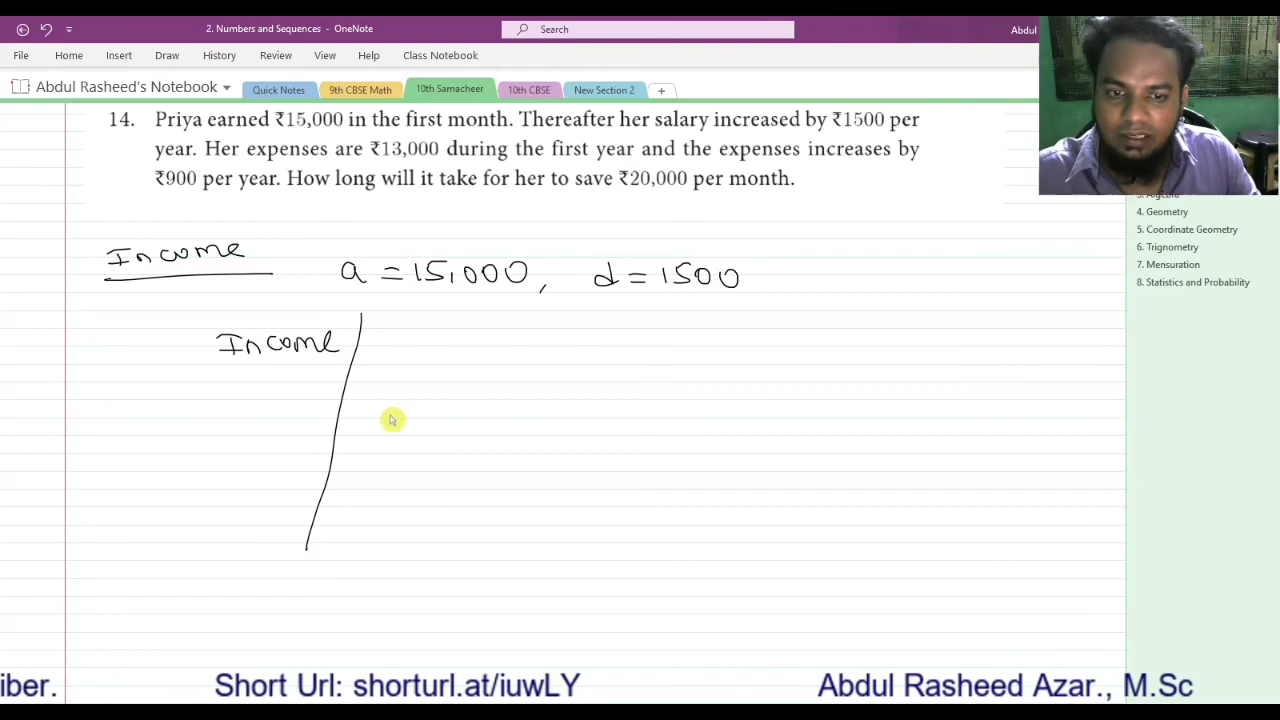 2. Numbers and Sequences - OneNote
Search
Abdul
File Home Insert Draw History Review View Help Class Notebook
Abdul Rasheed's Notebook
Quick Notes
9th CBSE Math
10th Samacheer
10th CBSE
New Section 2
+
14. Priya earned ₹15,000 in the first month. Thereafter her salary increased by ₹1500 per
year. Her expenses are ₹13,000 during the first year and the expenses increases by
₹900 per year. How long will it take for her to save ₹20,000 per month.
3. Algebra
4. Geometry
5. Coordinate Geometry
6. Trignometry
7. Mensuration
8. Statistics and Probability
Income a = 15,000, d = 1500
Income
iber. Short Url: shorturl.at/iuwLY Abdul Rasheed Azar., M.Sc